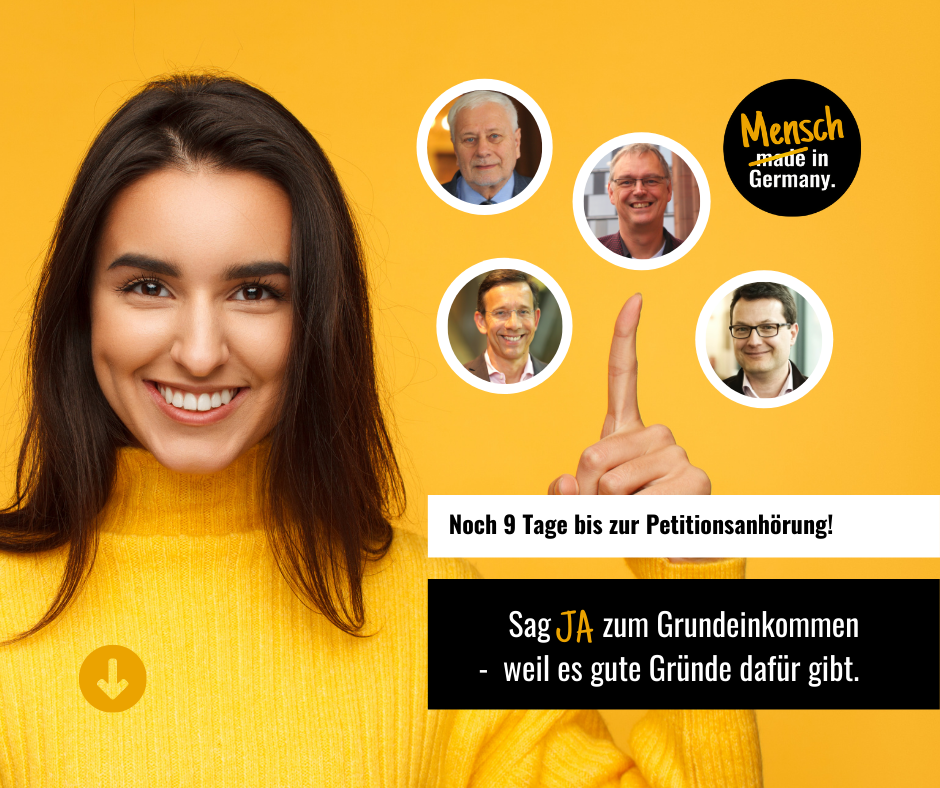 Mensch
made in
Germany.
Noch 9 Tage bis zur Petitionsanhörung!
Sag JA zum Grundeinkommen
- weil es gute Gründe dafür gibt.